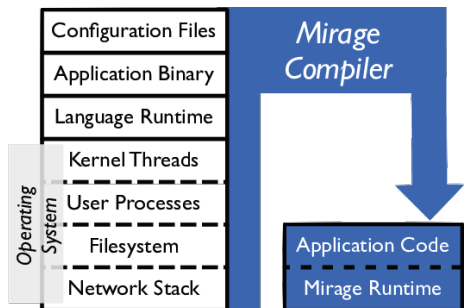 Configuration Files
Application Binary
Language Runtime
Kernel Threads
User Processes
Filesystem
Network Stack
Operating
System
Mirage
Compiler
Application Code
Mirage Runtime